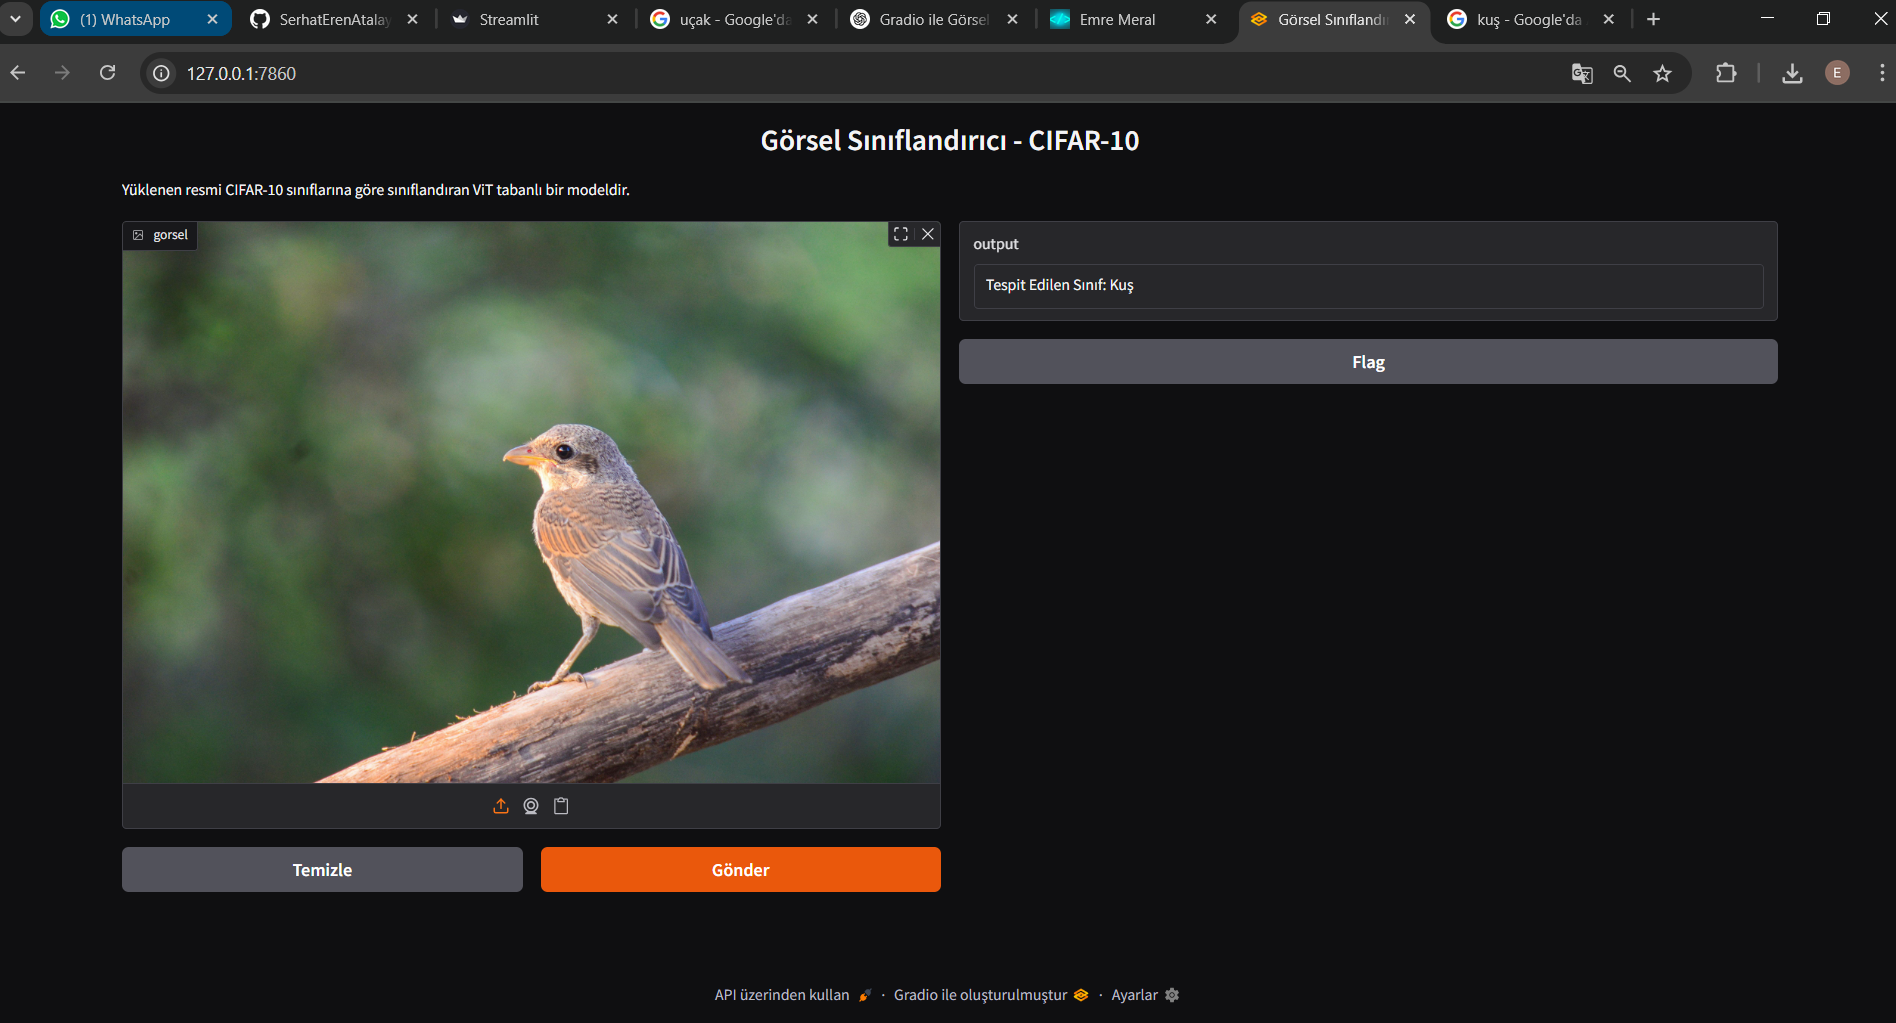 (1) WhatsApp
SerhatErenAtalay
Streamlit
uçak - Google'da
Gradio ile Görsel
Emre Meral
Görsel Sınıflandır
kuş - Google'da
127.0.0.1:7860
E
Görsel Sınıflandırıcı - CIFAR-10
Yüklenen resmi CIFAR-10 sınıflarına göre sınıflandıran ViT tabanlı bir modeldir.
gorsel
output
Tespit Edilen Sınıf: Kuş
Flag
Temizle
Gönder
API üzerinden kullan · Gradio ile oluşturulmuştur · Ayarlar